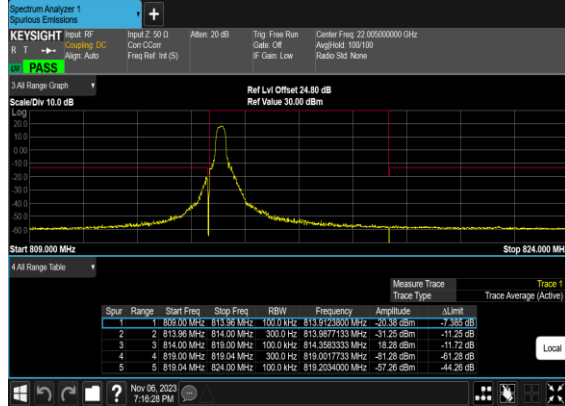 Spectrum Analyzer 1
Spurious Emissions
+
KEYSIGHT Input: RF Input Z: 50 Ω Atten: 20 dB Trig: Free Run Center Freq: 22.005000000 GHz
R T Coupling: DC Corr CCorr Gate: Off Avg|Hold: 100/100
Align: Auto Freq Ref: Int (S) IF Gain: Low Radio Std: None
PASS
3 All Range Graph
Ref Lvl Offset 24.80 dB
Scale/Div 10.0 dB Ref Value 30.00 dBm
Log
20.0
10.0
0.00
-10.0
-20.0
-30.0
-40.0
-50.0
-60.0
Start 809.000 MHz Stop 824.000 MHz
4 All Range Table
Measure Trace Trace 1
Trace Type Trace Average (Active)
Spur Range Start Freq Stop Freq RBW Frequency Amplitude ΔLimit
1 1 809.00 MHz 813.96 MHz 100.0 kHz 813.9123800 MHz -20.38 dBm -7.385 dB
2 2 813.96 MHz 814.00 MHz 300.0 Hz 813.9877133 MHz -31.25 dBm -11.25 dB
3 3 814.00 MHz 819.00 MHz 100.0 kHz 814.3583333 MHz 18.28 dBm -11.72 dB
4 4 819.00 MHz 819.04 MHz 300.0 Hz 819.0017733 MHz -81.28 dBm -61.28 dB
5 5 819.04 MHz 824.00 MHz 100.0 kHz 819.2034000 MHz -57.26 dBm -44.26 dB
Local
?
Nov 06, 2023
7:16:28 PM